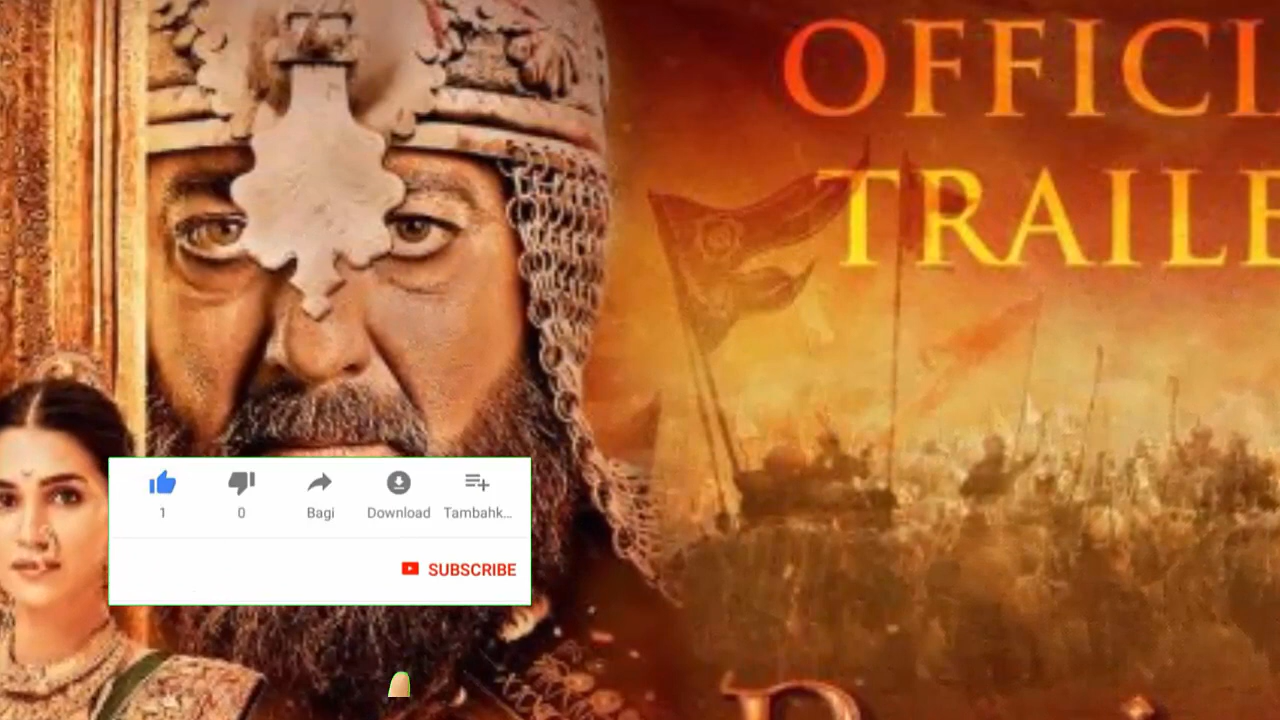 OFFICI
TRAILE
1
0
Bagi
Download
Tambahk...
SUBSCRIBE